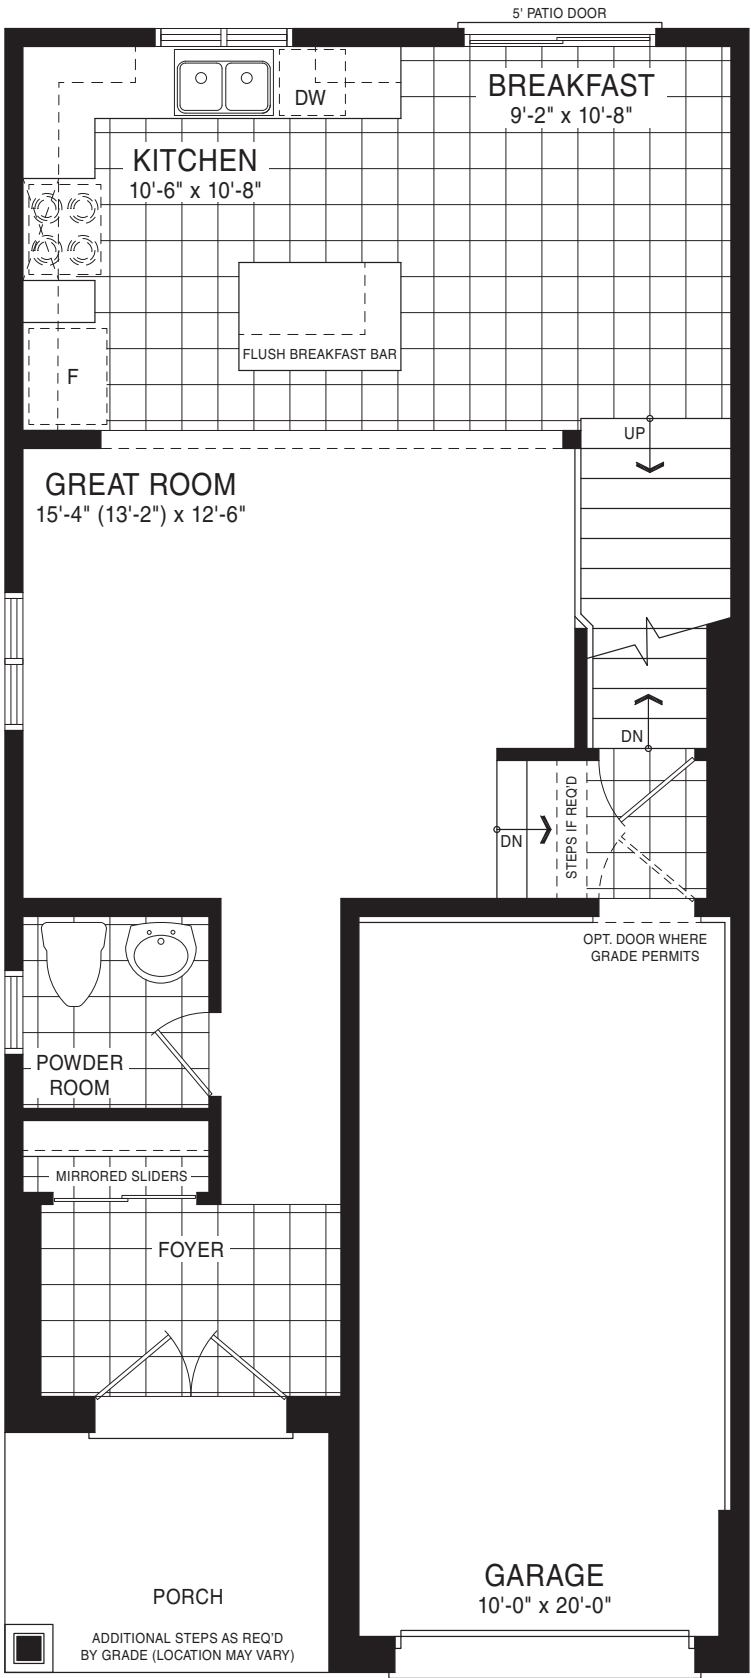 5' PATIO DOOR
BREAKFAST
9'-2" x 10'-8"
DW
KITCHEN
10'-6" x 10'-8"
FLUSH BREAKFAST BAR
F
UP
GREAT ROOM
15'-4" (13'-2") x 12'-6"
DN
DN
STEPS IF REQ'D
OPT. DOOR WHERE
GRADE PERMITS
POWDER
ROOM
MIRRORED SLIDERS
FOYER
GARAGE
10'-0" x 20'-0"
PORCH
ADDITIONAL STEPS AS REQ'D
BY GRADE (LOCATION MAY VARY)